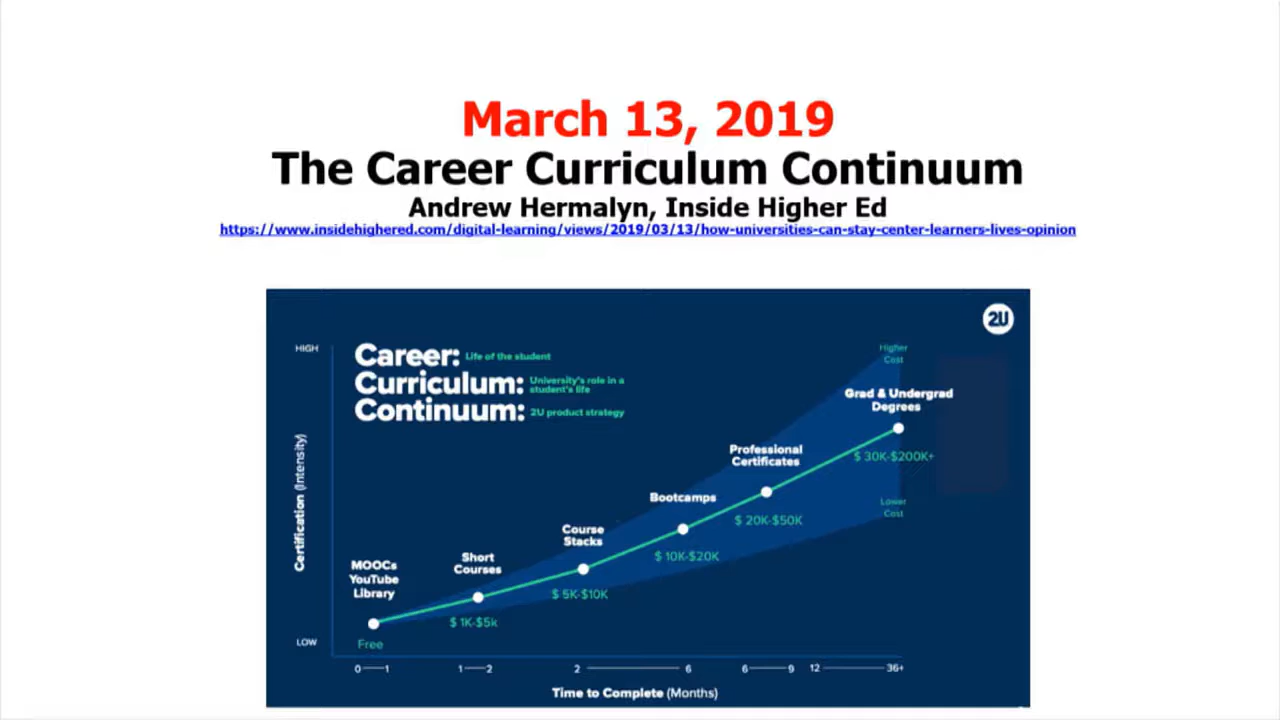 March 13, 2019
The Career Curriculum Continuum
Andrew Hermalyn, Inside Higher Ed
https://www.insidehighered.com/digital-learning/views/2019/03/13/how-universities-can-stay-center-learners-lives-opinion
2U
HIGH
Career: Life of the student
Curriculum: University's role in a
student's life
Continuum: 2U product strategy
Higher
Cost
Grad & Undergrad
Degrees
$ 30K-$200K+
Professional
Certificates
$ 20K-$50K
Lower
Cost
Bootcamps
$ 10K-$20K
Course
Stacks
$ 5K-$10K
Short
Courses
$ 1K-$5k
MOOCs
YouTube
Library
Free
Certification (Intensity)
LOW
0 1 1 2 2 6 6 9 12 36+
Time to Complete (Months)